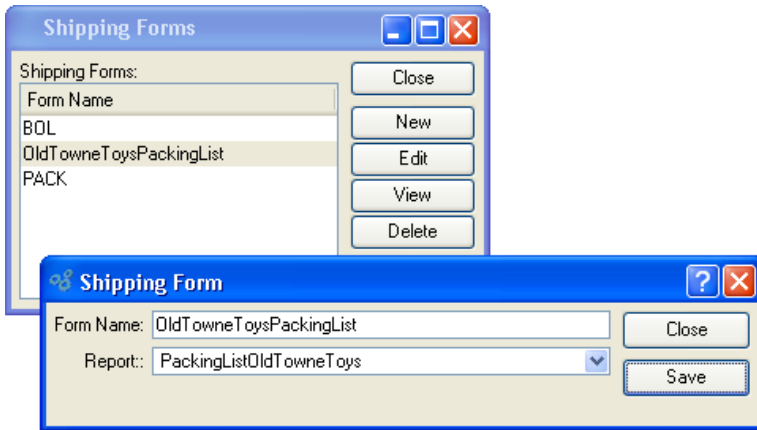 Shipping Forms
Shipping Forms:
Close
Form Name
BOL
New
OldTowneToysPackingList
Edit
PACK
View
Delete
Shipping Form
?
Form Name: OldTowneToysPackingList
Close
Report:: PackingListOldTowneToys
Save